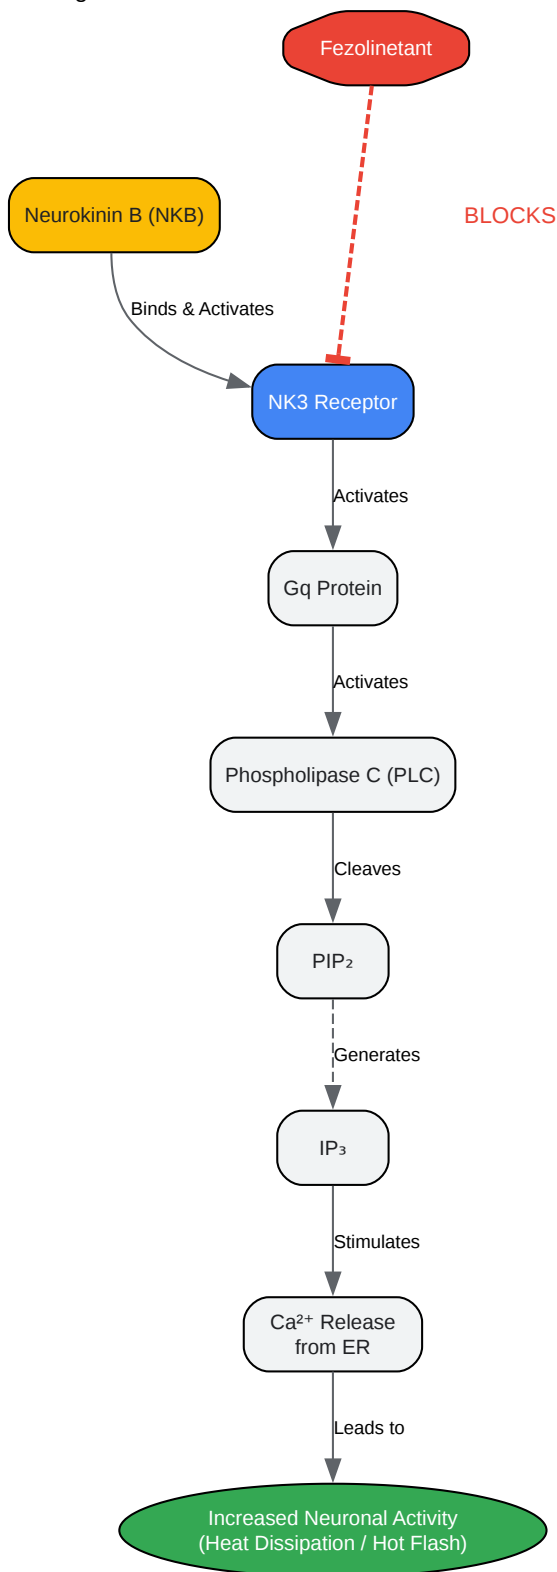 Fezolinetant
Neurokinin B (NKB)
BLOCKS
Binds & Activates
NK3 Receptor
Activates
Gq Protein
Activates
Phospholipase C (PLC)
Cleaves
PIP₂
Generates
IP₃
Stimulates
Ca²⁺ Release
from ER
Leads to
Increased Neuronal Activity
(Heat Dissipation / Hot Flash)